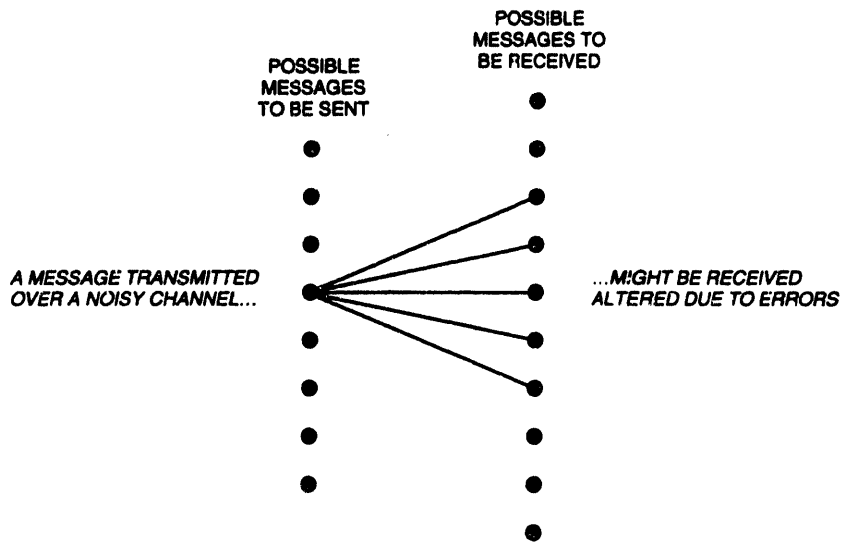 POSSIBLE
MESSAGES TO
BE RECEIVED
POSSIBLE
MESSAGES
TO BE SENT
A MESSAGE TRANSMITTED
OVER A NOISY CHANNEL...
...MIGHT BE RECEIVED
ALTERED DUE TO ERRORS